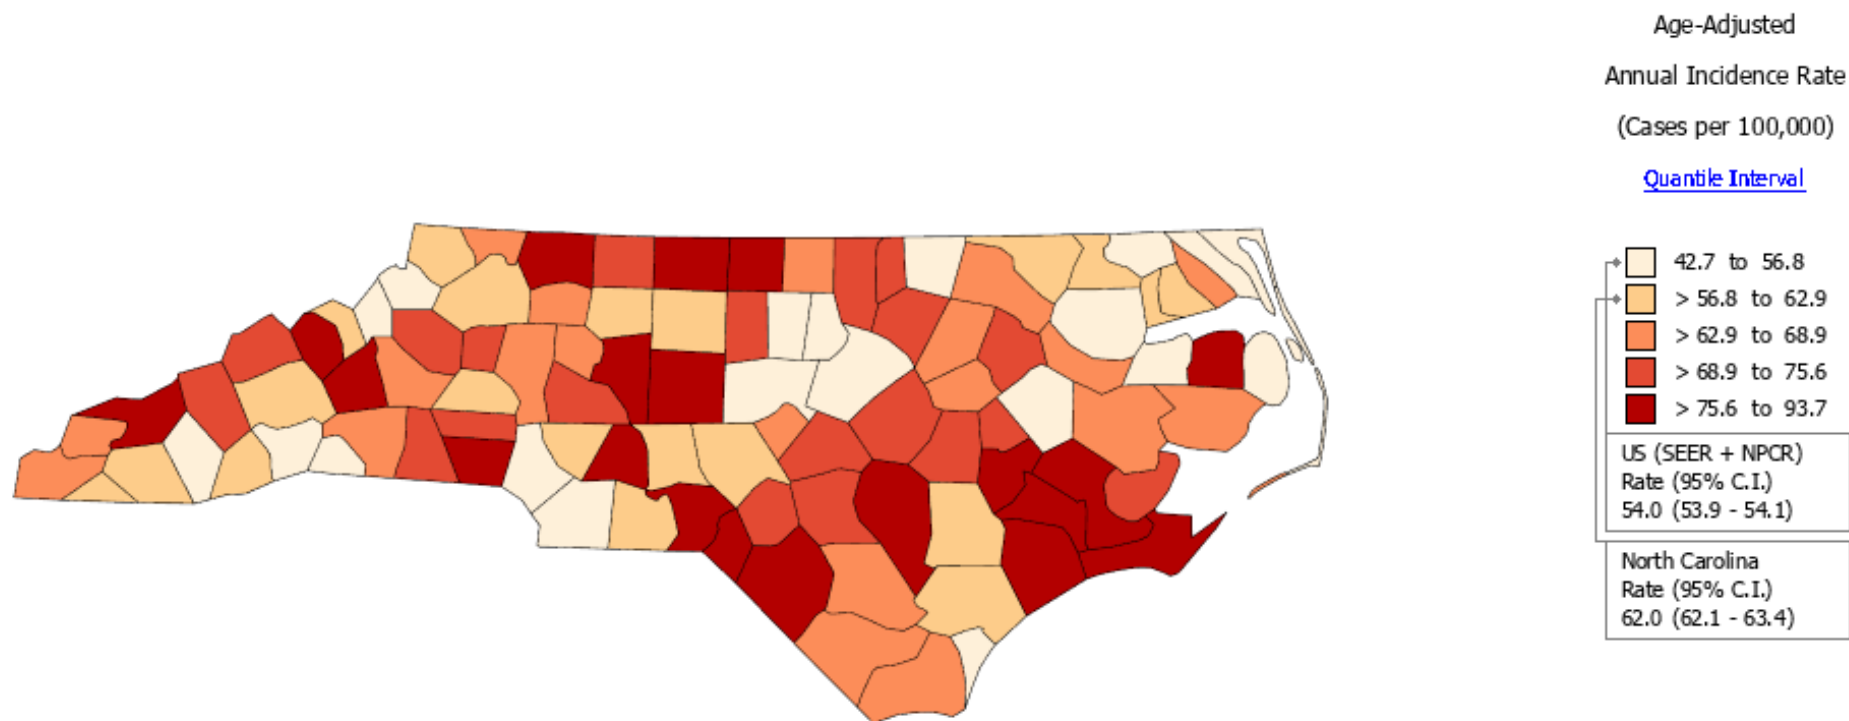 Age-Adjusted
Annual Incidence Rate
(Cases per 100,000)
Quantile Interval
42.7 to 56.8
> 56.8 to 62.9
> 62.9 to 68.9
> 68.9 to 75.6
> 75.6 to 93.7
US (SEER + NPCR)
Rate (95% C.I.)
54.0 (53.9 - 54.1)
North Carolina
Rate (95% C.I.)
62.0 (62.1 - 63.4)